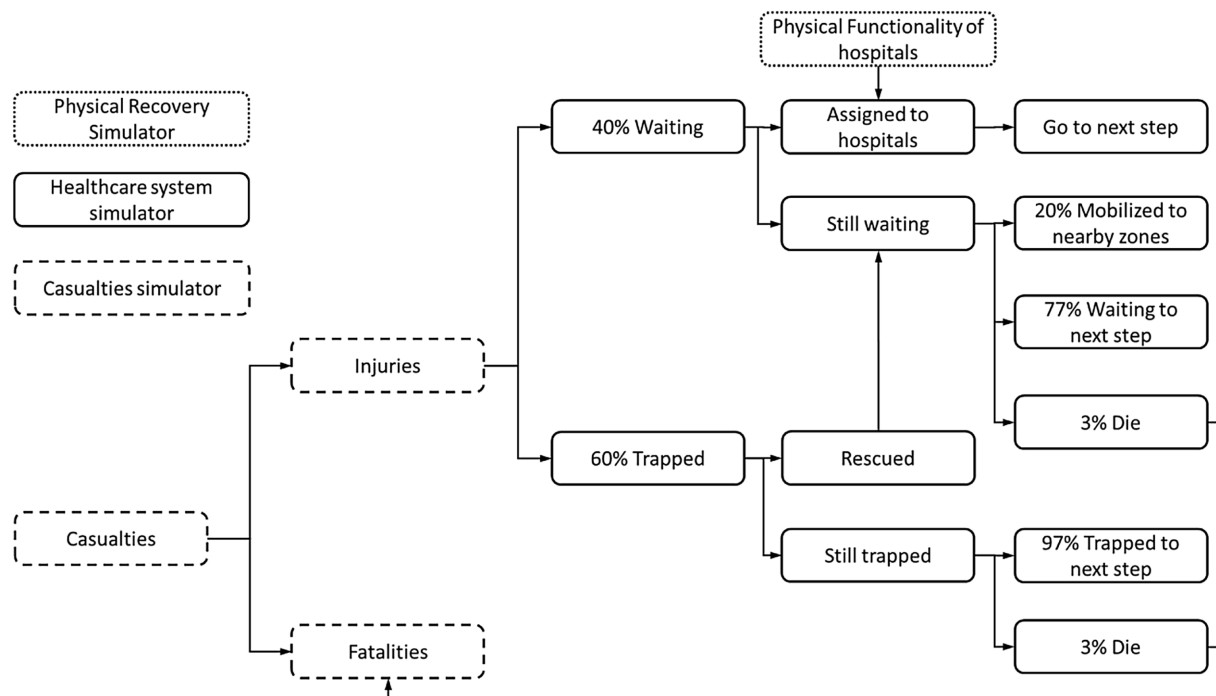 Physical Functionality of
hospitals
Physical Recovery
Simulator
Healthcare system
simulator
Casualties simulator
40% Waiting
Assigned to
hospitals
Go to next step
Still waiting
20% Mobilized to
nearby zones
77% Waiting to
next step
Injuries
3% Die
60% Trapped
Rescued
Casualties
Still trapped
97% Trapped to
next step
Fatalities
3% Die